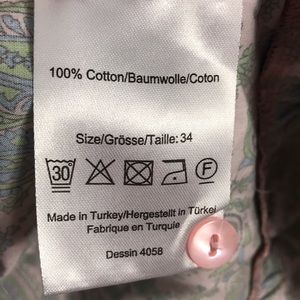 100% Cotton/Baumwolle/Coton
Size/Grösse/Taille: 34
30
F
Made in Turkey/Hergestellt in Türkei
Fabrique en Turquie
Dessin 4058